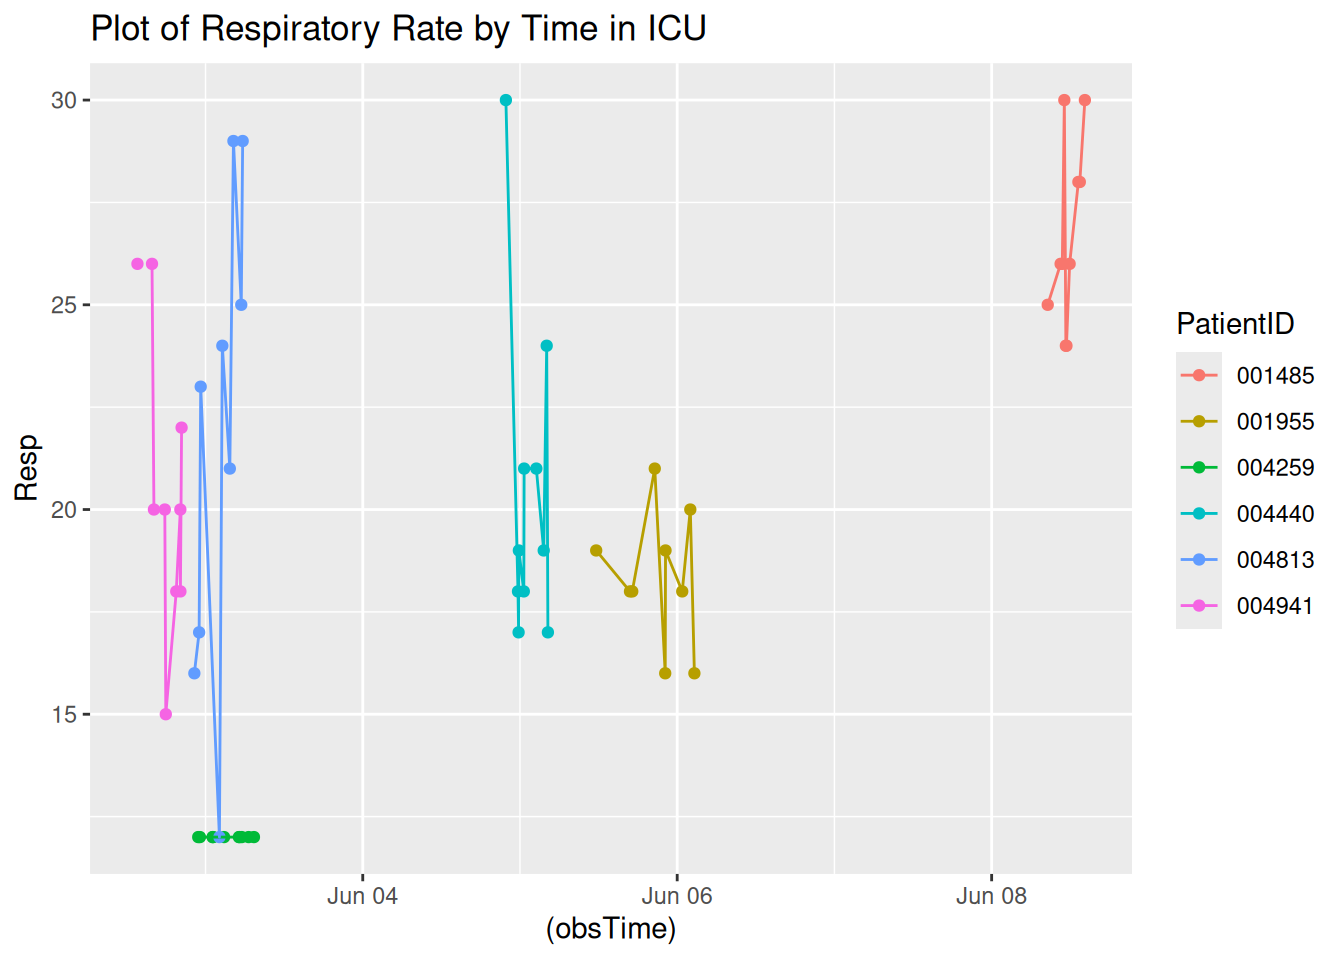 Plot of Respiratory Rate by Time in ICU
30
25
20
15
Resp
Jun 04
Jun 06
Jun 08
(obsTime)
PatientID
001485
001955
004259
004440
004813
004941